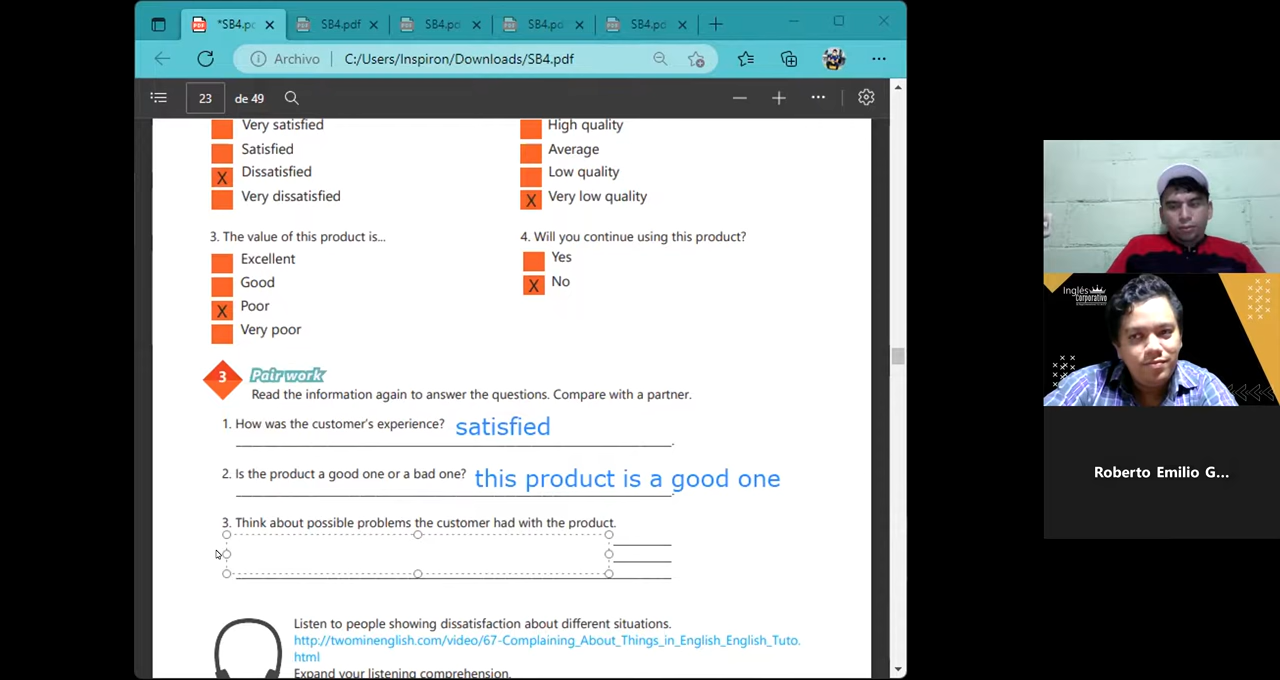 *SB4.pc
SB4.pdf
SB4.pc
SB4.pd
SB4.pd
Archivo | C:/Users/Inspiron/Downloads/SB4.pdf
23 de 49
Very satisfied
Satisfied
X Dissatisfied
Very dissatisfied
High quality
Average
Low quality
X Very low quality
3. The value of this product is...
Excellent
Good
X Poor
Very poor
4. Will you continue using this product?
Yes
X No
3 Pair work
Read the information again to answer the questions. Compare with a partner.
1. How was the customer's experience? satisfied
2. Is the product a good one or a bad one? this product is a good one
3. Think about possible problems the customer had with the product.
Listen to people showing dissatisfaction about different situations.
http://twominenglish.com/video/67-Complaining_About_Things_in_English_English_Tuto.
html
Expand your listening comprehension.
Inglés
Corporativo
Roberto Emilio G...